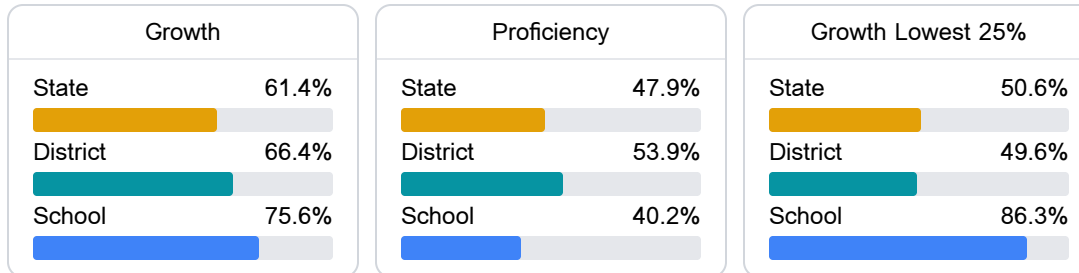 Growth
State 61.4%
District 66.4%
School 75.6%
Proficiency
State 47.9%
District 53.9%
School 40.2%
Growth Lowest 25%
State 50.6%
District 49.6%
School 86.3%